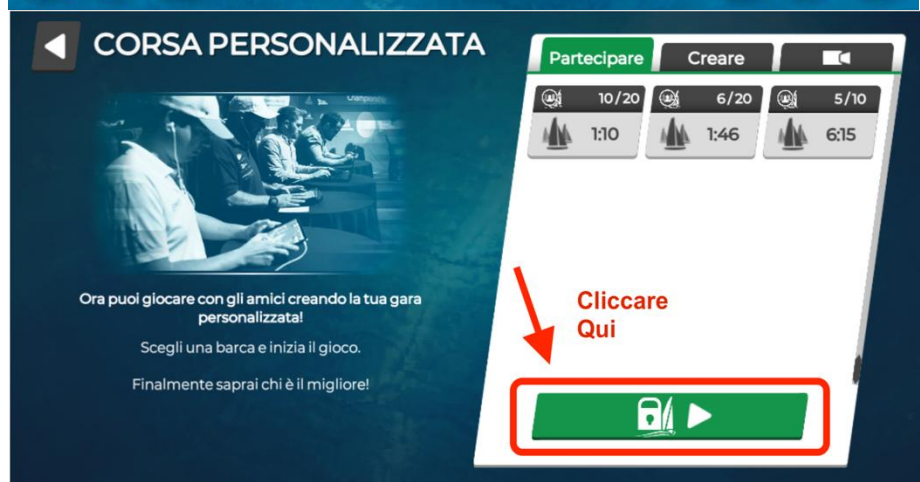 CORSA PERSONALIZZATA
Partecipare Creare
10/20 6/20 5/10
1:10 1:46 6:15
Ora puoi giocare con gli amici creando la tua gara
personalizzata!
Scegli una barca e inizia il gioco.
Finalmente saprai chi è il migliore!
Cliccare
Qui